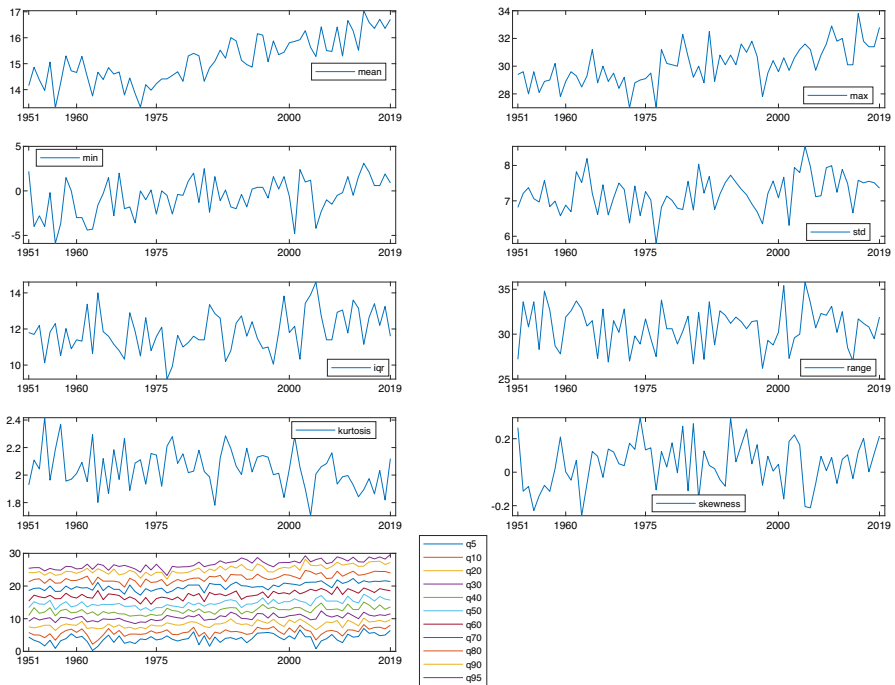 17
16
15
14
1951 1960 1975 2000 2019
mean
34
32
30
28
26
1951 1960 1975 2000 2019
max
5
0
-5
1951 1960 1975 2000 2019
min
8
7
6
1951 1960 1975 2000 2019
std
14
12
10
1951 1960 1975 2000 2019
iqr
35
30
25
1951 1960 1975 2000 2019
range
2.4
2.2
2
1.8
1951 1960 1975 2000 2019
kurtosis
0.2
0
-0.2
1951 1960 1975 2000 2019
skewness
30
20
10
0
1951 1960 1975 2000 2019
q5
q10
q20
q30
q40
q50
q60
q70
q80
q90
q95